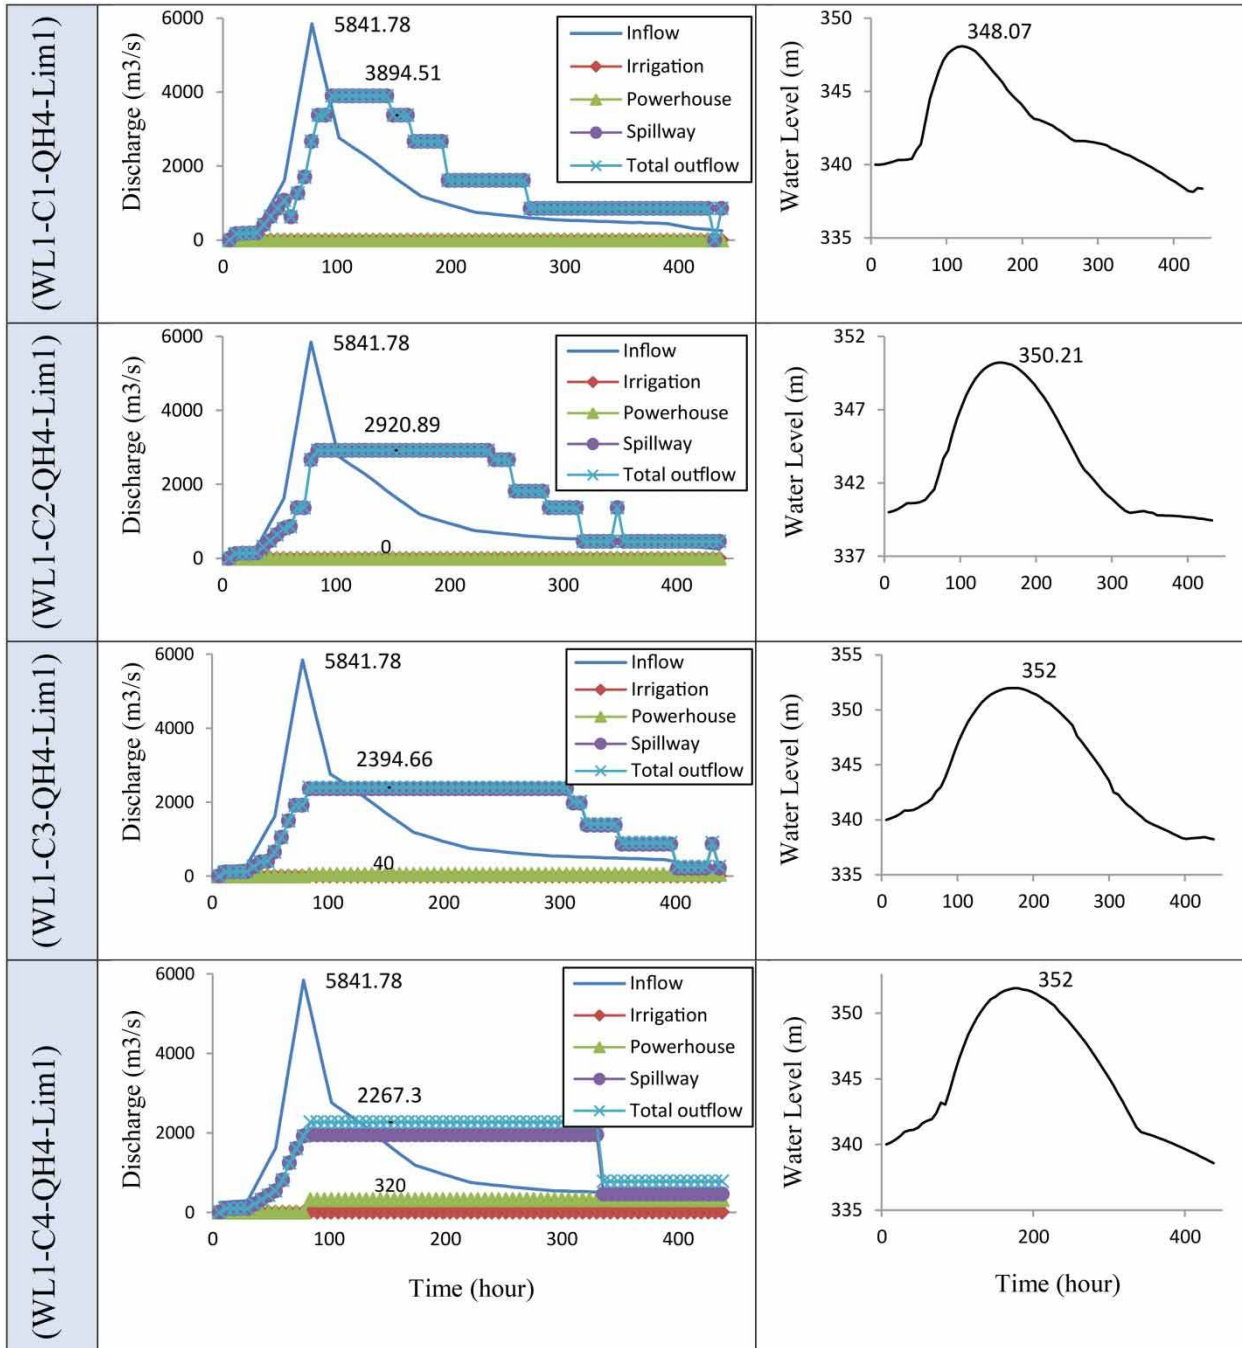 (WL1-C1-QH4-Lim1)
Discharge (m3/s)
6000
4000
2000
0
5841.78
3894.51
Inflow
Irrigation
Powerhouse
Spillway
Total outflow
0 100 200 300 400
Water Level (m)
350
345
340
335
348.07
0 100 200 300 400
(WL1-C2-QH4-Lim1)
Discharge (m3/s)
6000
4000
2000
0
5841.78
2920.89
0
Inflow
Irrigation
Powerhouse
Spillway
Total outflow
0 100 200 300 400
Water Level (m)
352
347
342
337
350.21
0 100 200 300 400
(WL1-C3-QH4-Lim1)
Discharge (m3/s)
6000
4000
2000
0
5841.78
2394.66
40
Inflow
Irrigation
Powerhouse
Spillway
Total outflow
0 100 200 300 400
Water Level (m)
355
350
345
340
335
352
0 100 200 300 400
(WL1-C4-QH4-Lim1)
Discharge (m3/s)
6000
4000
2000
0
5841.78
2267.3
320
Inflow
Irrigation
Powerhouse
Spillway
Total outflow
0 100 200 300 400
Time (hour)
Water Level (m)
350
345
340
335
352
0 200 400
Time (hour)